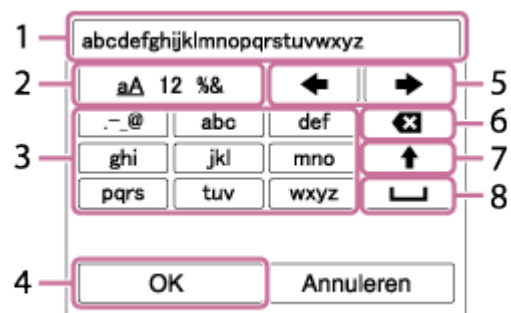 1 abcdefghijklmnopqrstuvwxyz
2 aA 12 %& 5
.–_@ abc def 6
3 ghi jkl mno 7
pqrs tuv wxyz 8
4 OK Annuleren